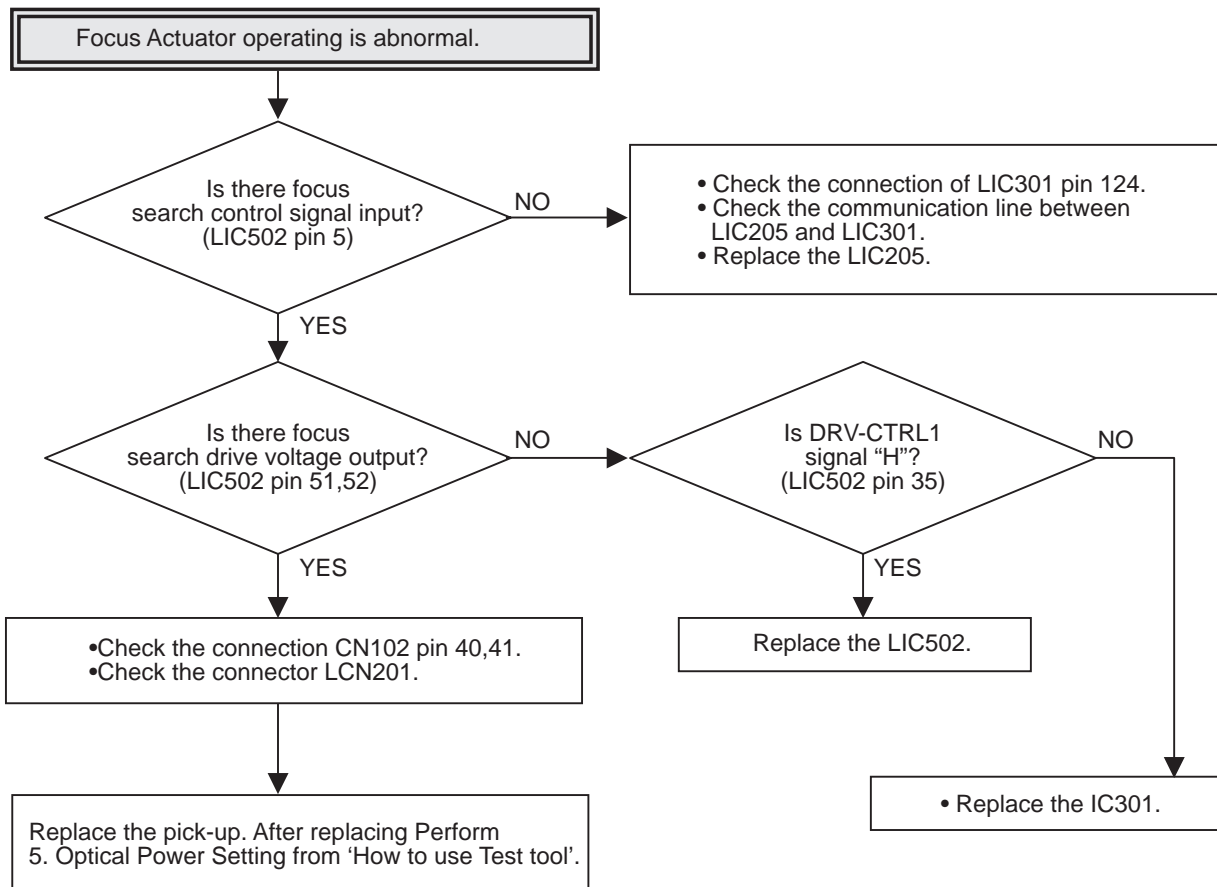 Focus Actuator operating is abnormal.
Is there focus
search control signal input?
(LIC502 pin 5)
NO
• Check the connection of LIC301 pin 124.
• Check the communication line between
LIC205 and LIC301.
• Replace the LIC205.
YES
Is there focus
search drive voltage output?
(LIC502 pin 51,52)
NO
Is DRV-CTRL1
signal “H”?
(LIC502 pin 35)
NO
YES
YES
•Check the connection CN102 pin 40,41.
•Check the connector LCN201.
Replace the LIC502.
• Replace the IC301.
Replace the pick-up. After replacing Perform
5. Optical Power Setting from ‘How to use Test tool’.